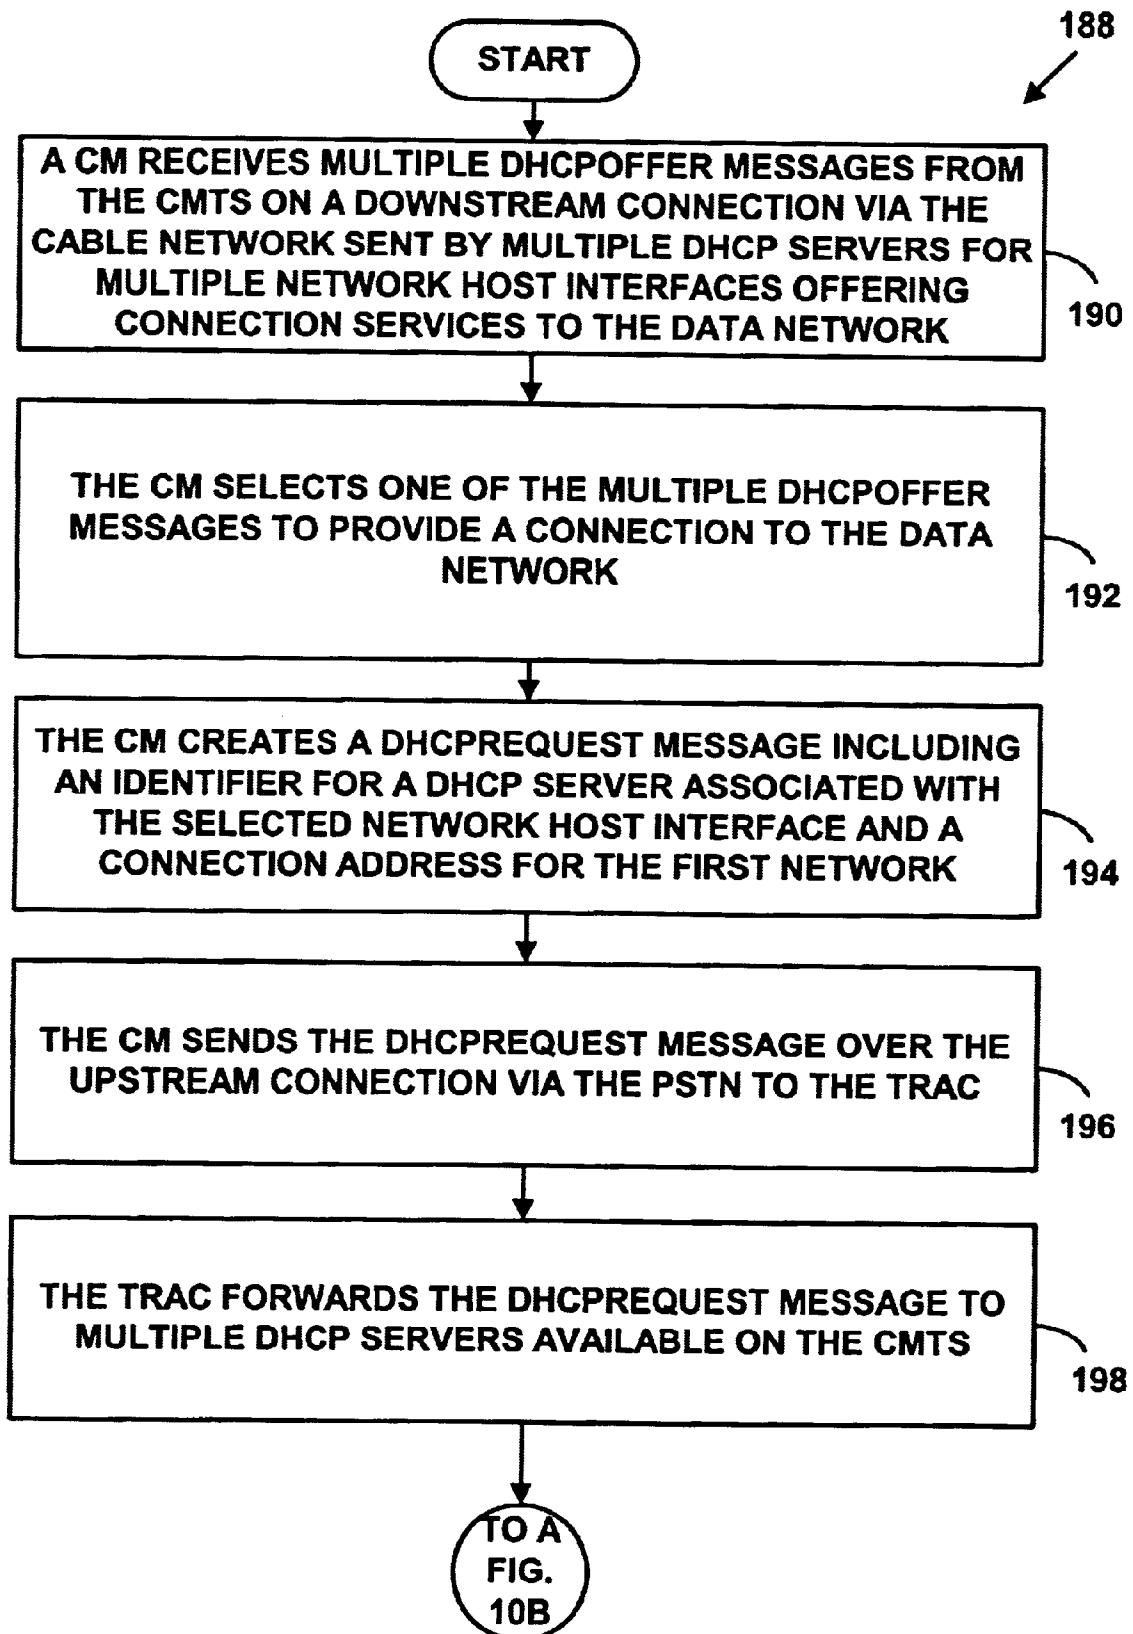 188
START
A CM RECEIVES MULTIPLE DHCPOFFER MESSAGES FROM
THE CMTS ON A DOWNSTREAM CONNECTION VIA THE
CABLE NETWORK SENT BY MULTIPLE DHCP SERVERS FOR
MULTIPLE NETWORK HOST INTERFACES OFFERING
CONNECTION SERVICES TO THE DATA NETWORK
190
THE CM SELECTS ONE OF THE MULTIPLE DHCPOFFER
MESSAGES TO PROVIDE A CONNECTION TO THE DATA
NETWORK
192
THE CM CREATES A DHCPREQUEST MESSAGE INCLUDING
AN IDENTIFIER FOR A DHCP SERVER ASSOCIATED WITH
THE SELECTED NETWORK HOST INTERFACE AND A
CONNECTION ADDRESS FOR THE FIRST NETWORK
194
THE CM SENDS THE DHCPREQUEST MESSAGE OVER THE
UPSTREAM CONNECTION VIA THE PSTN TO THE TRAC
196
THE TRAC FORWARDS THE DHCPREQUEST MESSAGE TO
MULTIPLE DHCP SERVERS AVAILABLE ON THE CMTS
198
TO A
FIG.
10B